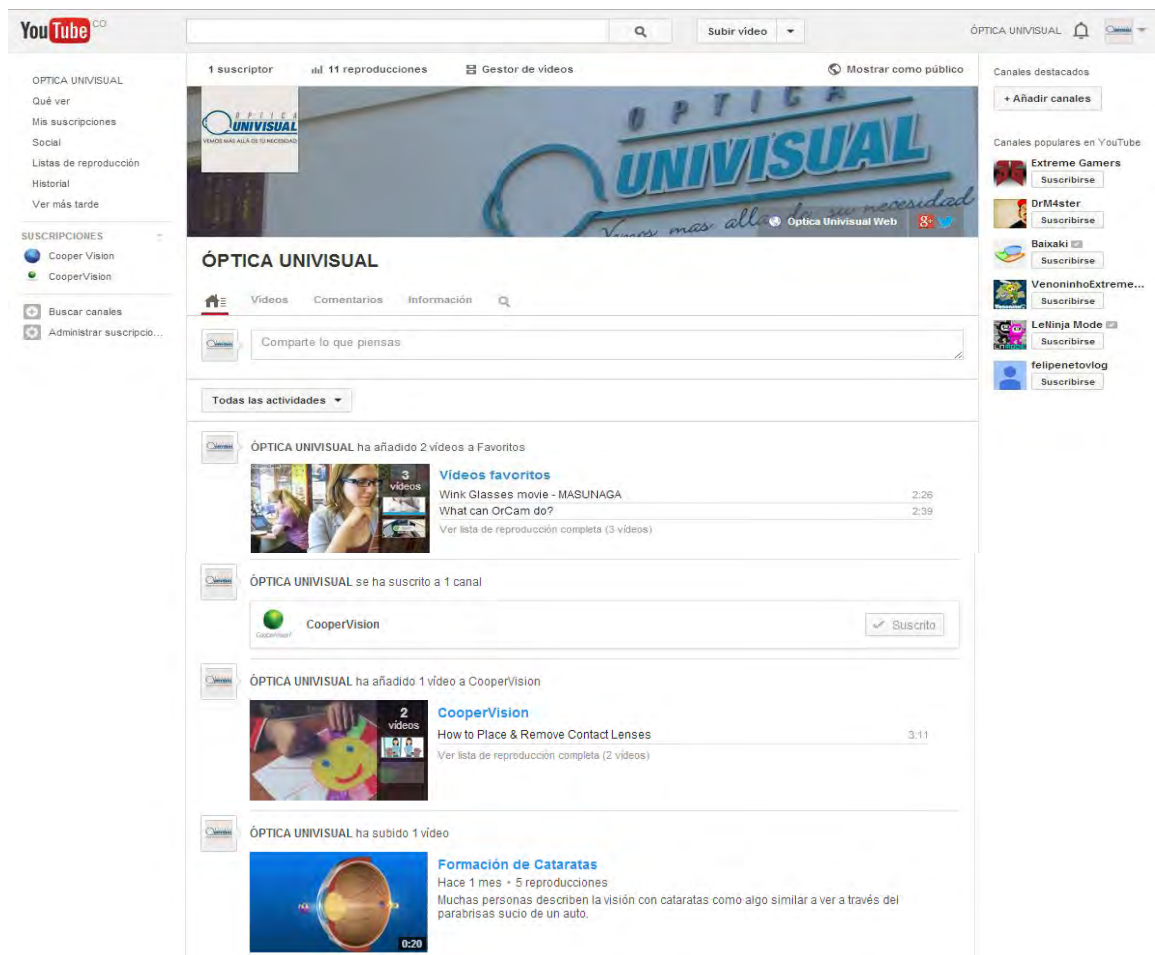 YouTube CO
Subir vídeo
ÓPTICA UNIVISUAL
OPTICA UNIVISUAL
Qué ver
Mis suscripciones
Social
Listas de reproducción
Historial
Ver más tarde
SUSCRIPCIONES
Cooper Vision
CooperVision
Buscar canales
Administrar suscripcio...
1 suscriptor
11 reproducciones
Gestor de vídeos
Mostrar como público
OPTICA
UNIVISUAL
VEMOS MAS ALLÁ DE TU NECESIDAD
OPTICA
UNIVISUAL
Vemos mas alla de su necesidad
Optica Univisual Web
ÓPTICA UNIVISUAL
Vídeos
Comentarios
Información
Comparte lo que piensas
Todas las actividades
ÓPTICA UNIVISUAL ha añadido 2 vídeos a Favoritos
3
vídeos
Vídeos favoritos
Wink Glasses movie - MASUNAGA 2:26
What can OrCam do? 2:39
Ver lista de reproducción completa (3 vídeos)
ÓPTICA UNIVISUAL se ha suscrito a 1 canal
CooperVision
CooperVision
Suscrito
ÓPTICA UNIVISUAL ha añadido 1 vídeo a CooperVision
2
vídeos
CooperVision
How to Place & Remove Contact Lenses 3:11
Ver lista de reproducción completa (2 vídeos)
ÓPTICA UNIVISUAL ha subido 1 vídeo
0:20
Formación de Cataratas
Hace 1 mes • 5 reproducciones
Muchas personas describen la visión con cataratas como algo similar a ver a través del
parabrisas sucio de un auto.
Canales destacados
+ Añadir canales
Canales populares en YouTube
Extreme Gamers
Suscribirse
DrM4ster
Suscribirse
Baixaki
Suscribirse
VenoninhoExtreme...
Suscribirse
LeNinja Mode
Suscribirse
felipenetovlog
Suscribirse